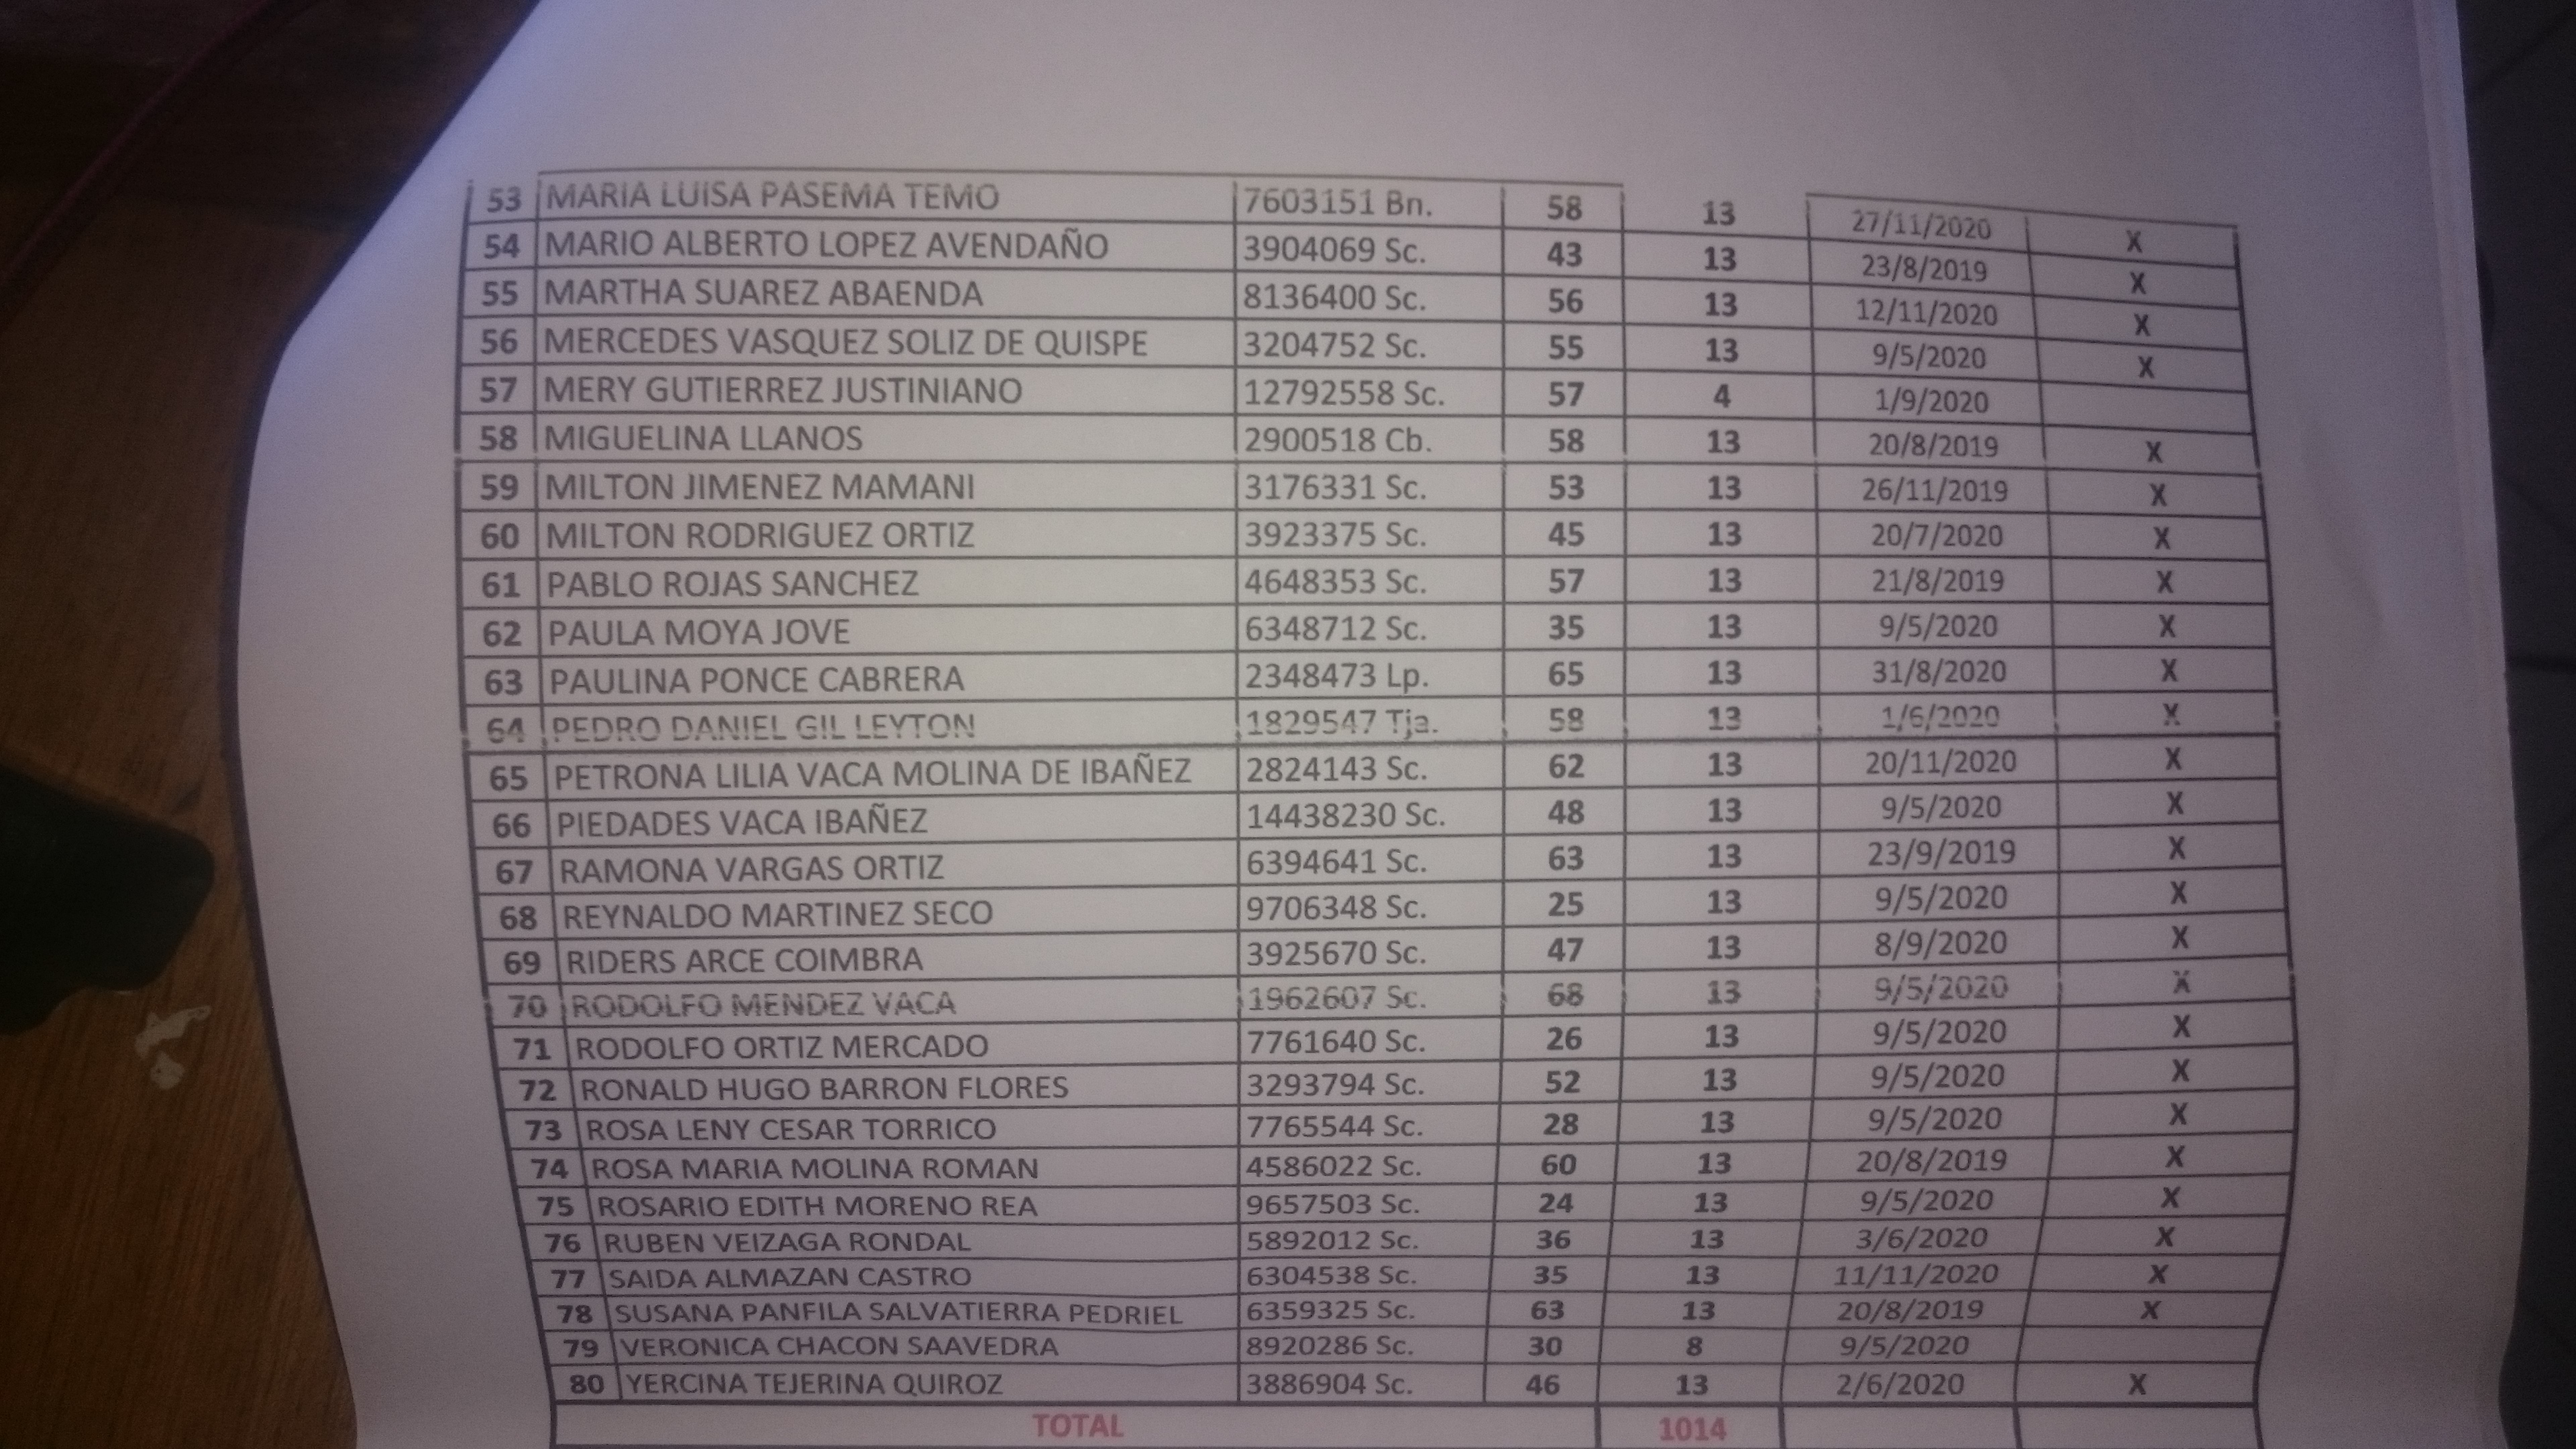 53 MARIA LUISA PASEMA TEMO 7603151 Bn. 58 13 27/11/2020 X
54 MARIO ALBERTO LOPEZ AVENDAÑO 3904069 Sc. 43 13 23/8/2019 X
55 MARTHA SUAREZ ABAENDA 8136400 Sc. 56 13 12/11/2020 X
56 MERCEDES VASQUEZ SOLIZ DE QUISPE 3204752 Sc. 55 13 9/5/2020 X
57 MERY GUTIERREZ JUSTINIANO 12792558 Sc. 57 4 1/9/2020
58 MIGUELINA LLANOS 2900518 Cb. 58 13 20/8/2019 X
59 MILTON JIMENEZ MAMANI 3176331 Sc. 53 13 26/11/2019 X
60 MILTON RODRIGUEZ ORTIZ 3923375 Sc. 45 13 20/7/2020 X
61 PABLO ROJAS SANCHEZ 4648353 Sc. 57 13 21/8/2019 X
62 PAULA MOYA JOVE 6348712 Sc. 35 13 9/5/2020 X
63 PAULINA PONCE CABRERA 2348473 Lp. 65 13 31/8/2020 X
64 PEDRO DANIEL GIL LEYTON 1829547 Tja. 58 13 1/6/2020 X
65 PETRONA LILIA VACA MOLINA DE IBAÑEZ 2824143 Sc. 62 13 20/11/2020 X
66 PIEDADES VACA IBAÑEZ 14438230 Sc. 48 13 9/5/2020 X
67 RAMONA VARGAS ORTIZ 6394641 Sc. 63 13 23/9/2019 X
68 REYNALDO MARTINEZ SECO 9706348 Sc. 25 13 9/5/2020 X
69 RIDERS ARCE COIMBRA 3925670 Sc. 47 13 8/9/2020 X
70 RODOLFO MENDEZ VACA 1962607 Sc. 68 13 9/5/2020 X
71 RODOLFO ORTIZ MERCADO 7761640 Sc. 26 13 9/5/2020 X
72 RONALD HUGO BARRON FLORES 3293794 Sc. 52 13 9/5/2020 X
73 ROSA LENY CESAR TORRICO 7765544 Sc. 28 13 9/5/2020 X
74 ROSA MARIA MOLINA ROMAN 4586022 Sc. 60 13 20/8/2019 X
75 ROSARIO EDITH MORENO REA 9657503 Sc. 24 13 9/5/2020 X
76 RUBEN VEIZAGA RONDAL 5892012 Sc. 36 13 3/6/2020 X
77 SAIDA ALMAZAN CASTRO 6304538 Sc. 35 13 11/11/2020 X
78 SUSANA PANFILA SALVATIERRA PEDRIEL 6359325 Sc. 63 13 20/8/2019 X
79 VERONICA CHACON SAAVEDRA 8920286 Sc. 30 8 9/5/2020
80 YERCINA TEJERINA QUIROZ 3886904 Sc. 46 13 2/6/2020 X
TOTAL 1014